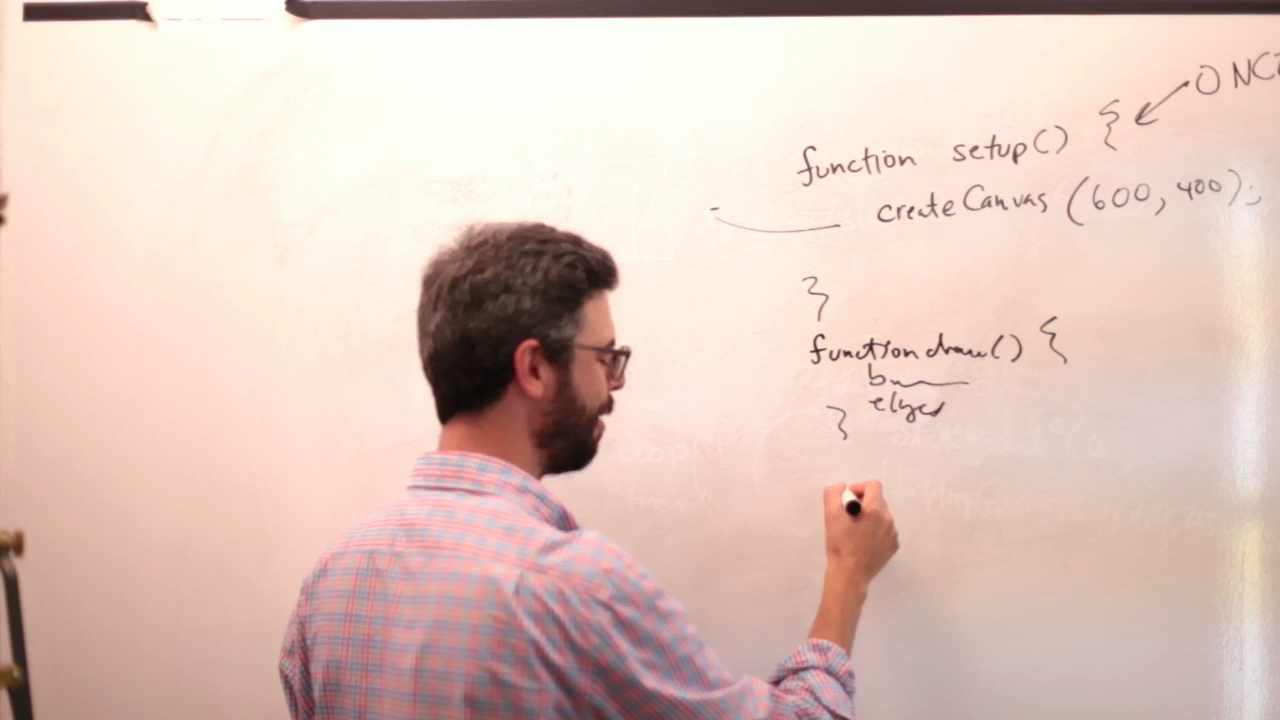 ONC
function setup() {
createCanvas (600, 400);
}
function draw() {
}